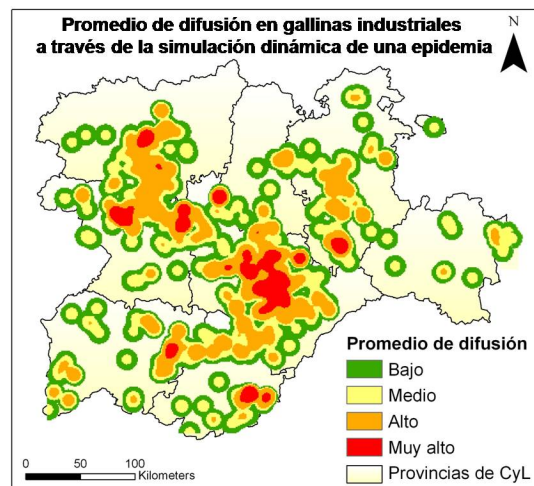 Promedio de difusión en gallinas industriales
a través de la simulación dinámica de una epidemia
N
Promedio de difusión
Bajo
Medio
Alto
Muy alto
Provincias de CyL
0 50 100
Kilometers